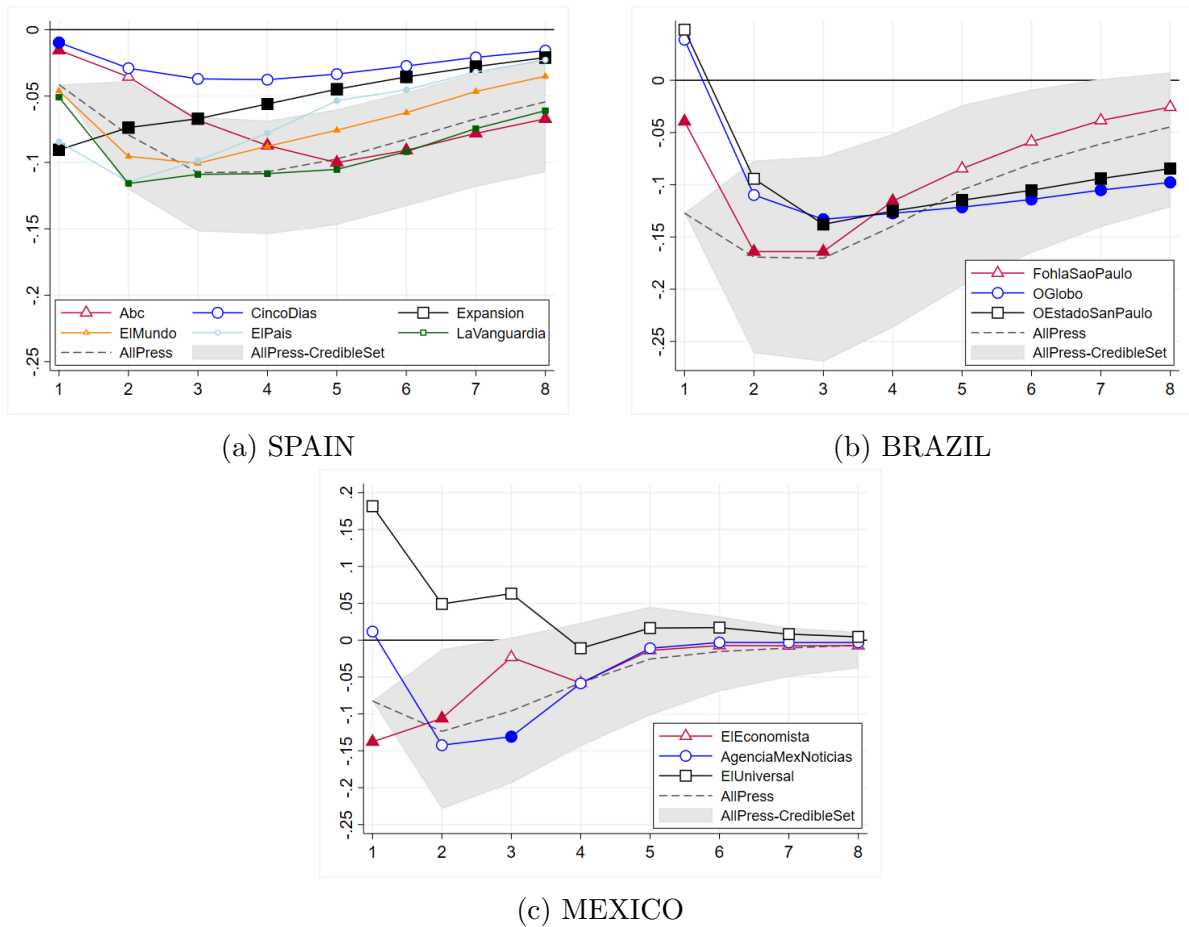 0
-.05
-.1
-.15
-.2
-.25
1 2 3 4 5 6 7 8
Abc CincoDias Expansion
ElMundo ElPais LaVanguardia
AllPress AllPress-CredibleSet
(a) SPAIN
0
-.05
-.1
-.15
-.2
-.25
1 2 3 4 5 6 7 8
FohlaSaoPaulo
OGlobo
OEstadoSanPaulo
AllPress
AllPress-CredibleSet
(b) BRAZIL
.2
.15
.1
.05
0
-.05
-.1
-.15
-.2
-.25
1 2 3 4 5 6 7 8
ElEconomista
AgenciaMexNoticias
ElUniversal
AllPress
AllPress-CredibleSet
(c) MEXICO